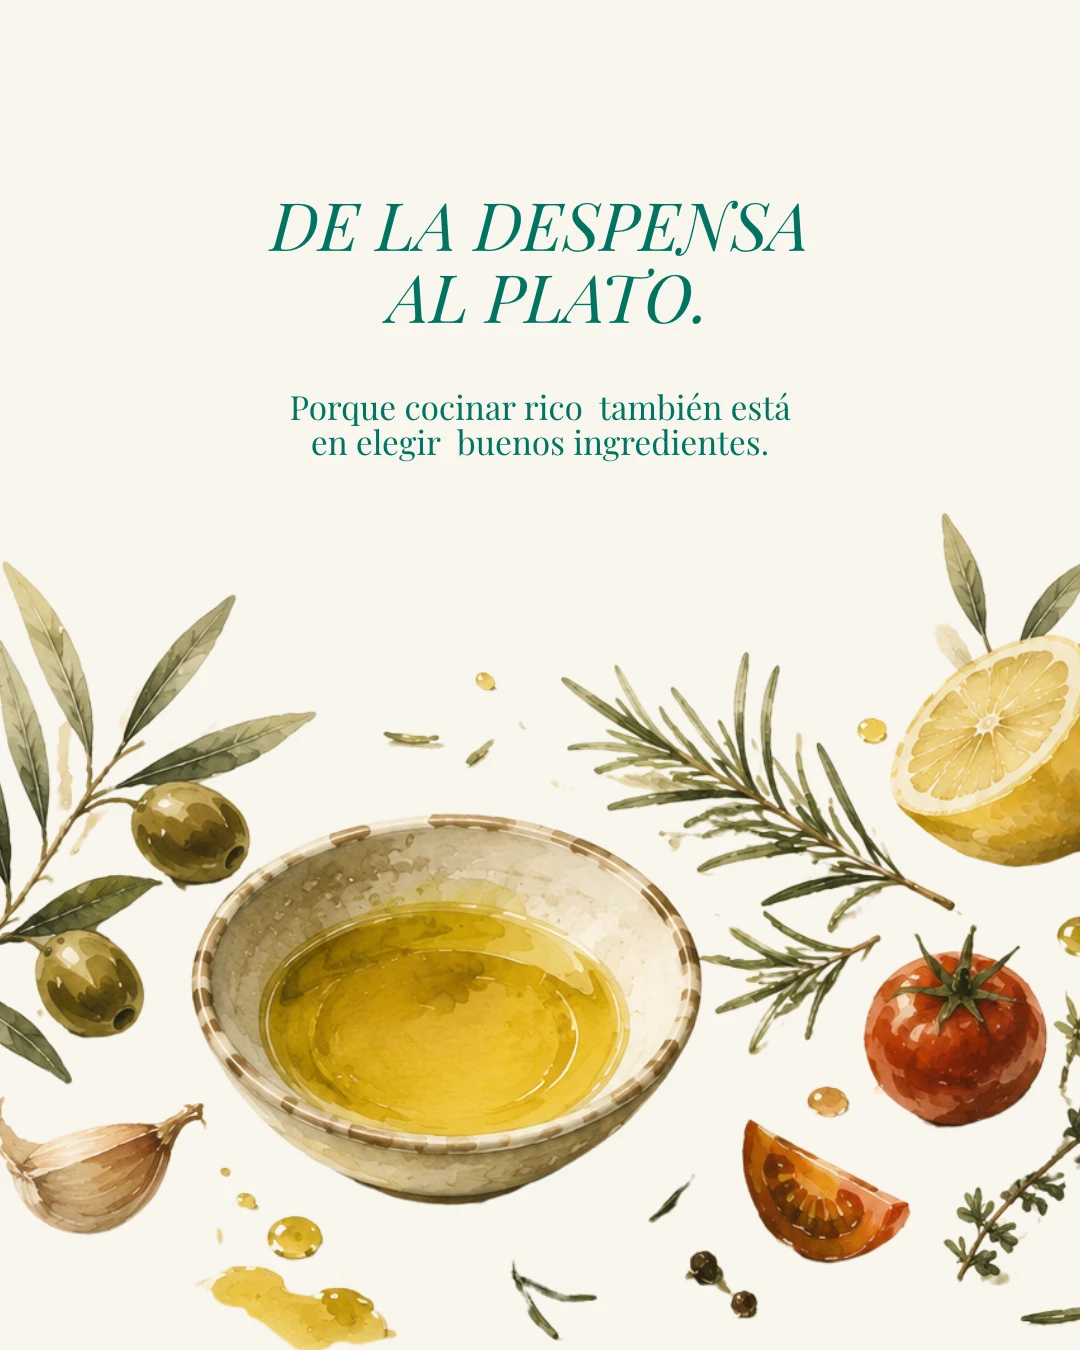 DE LA DESPENSA
AL PLATO.
Porque cocinar rico  también está
en elegir  buenos ingredientes.